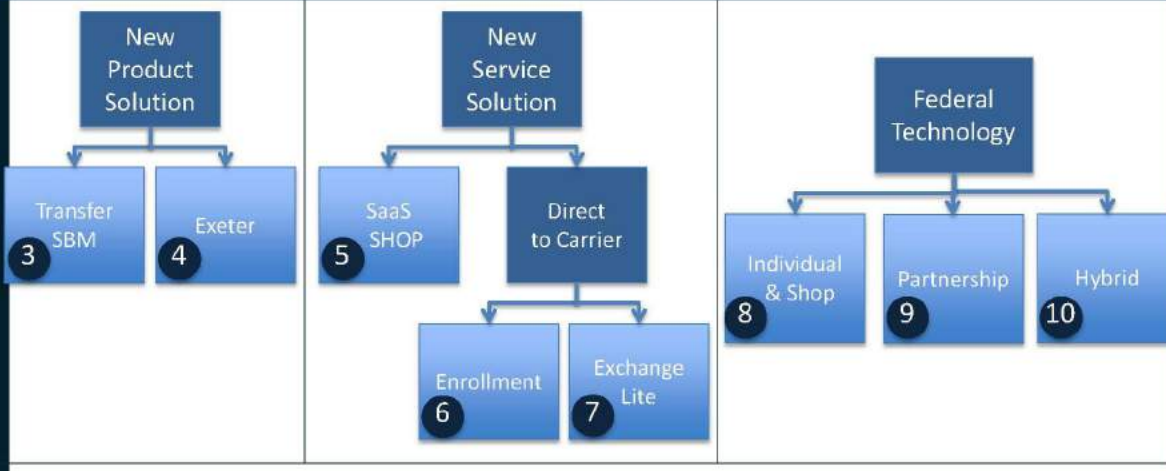 New
Product
Solution
Transfer
SBM
3
Exeter
4
New
Service
Solution
SaaS
SHOP
5
Direct
to Carrier
Enrollment
6
Exchange
Lite
7
Federal
Technology
Individual
& Shop
8
Partnership
9
Hybrid
10